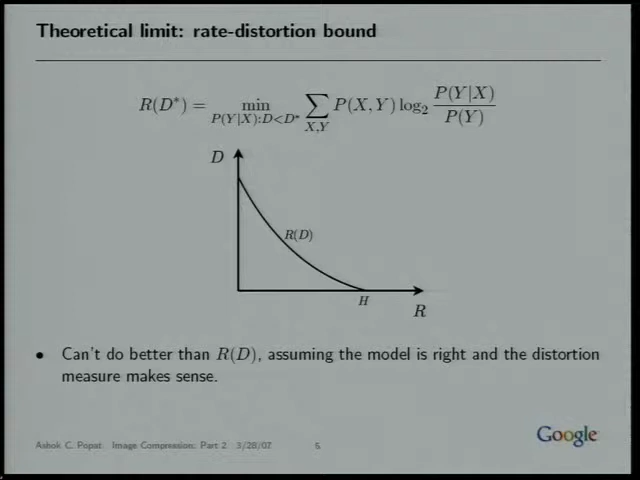 Theoretical limit: rate-distortion bound
R(D*) = min P(Y|X):D<D* ∑ X,Y P(X,Y) log₂ P(Y|X) / P(Y)
D
R(D)
H
R
• Can't do better than R(D), assuming the model is right and the distortion
measure makes sense.
Ashok C. Popat Image Compression: Part 2 3/28/07 5
Google